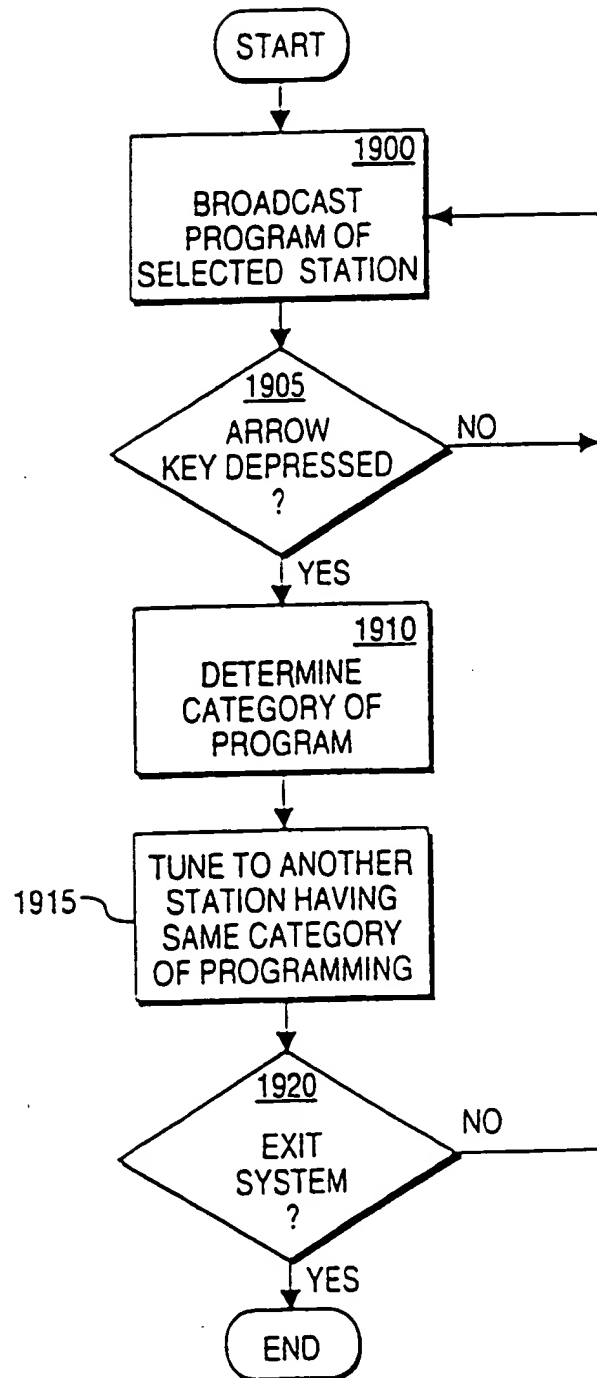 START
1900
BROADCAST
PROGRAM OF
SELECTED STATION
1905
ARROW
KEY DEPRESSED
?
NO
YES
1910
DETERMINE
CATEGORY OF
PROGRAM
1915
TUNE TO ANOTHER
STATION HAVING
SAME CATEGORY
OF PROGRAMMING
1920
EXIT
SYSTEM
?
NO
YES
END